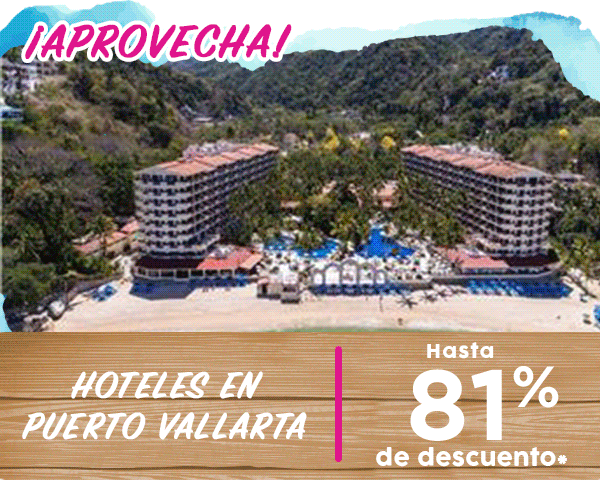 ¡APROVECHA!
HOTELES EN
PUERTO VALLARTA
Hasta
81%
de descuento*